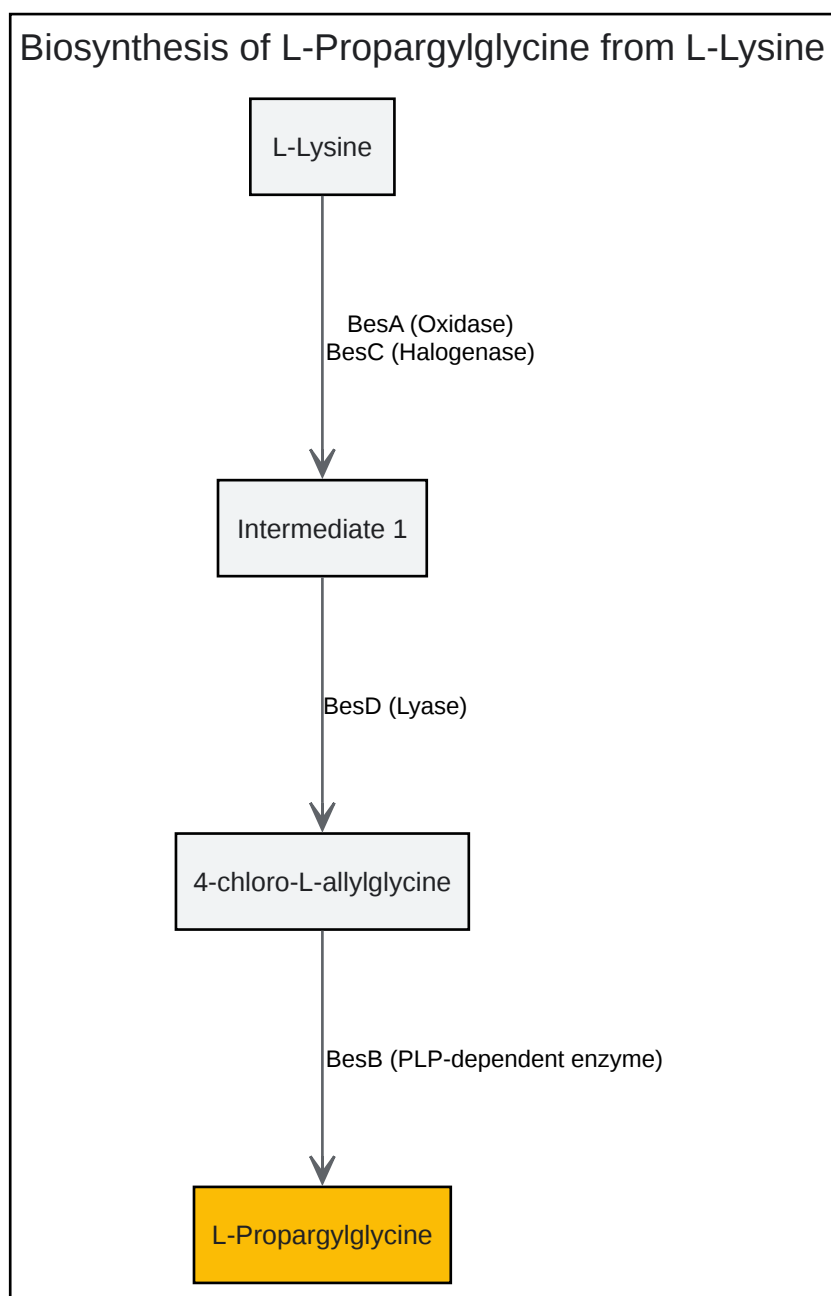 Biosynthesis of L-Propargylglycine from L-Lysine
L-Lysine
BesA (Oxidase)
BesC (Halogenase)
Intermediate 1
BesD (Lyase)
4-chloro-L-allylglycine
BesB (PLP-dependent enzyme)
L-Propargylglycine